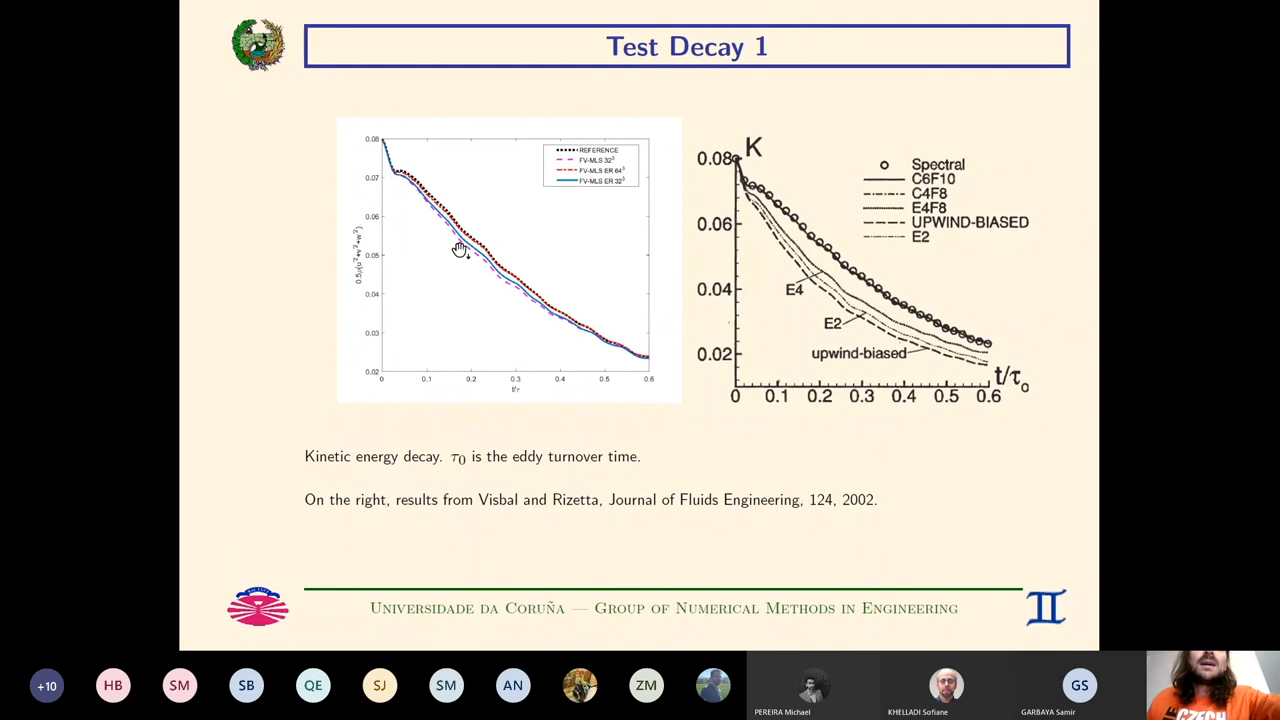 Test Decay 1
0.08
0.07
0.06
0.05
0.04
0.03
0.02
0
0.1
0.2
0.3
0.4
0.5
0.6
t/τ
REFERENCE
FV-MLS 32³
FV-MLS ER 64³
FV-MLS ER 32³
K
0.08
0.06
0.04
0.02
0
0.1
0.2
0.3
0.4
0.5
0.6
t/τ₀
Spectral
C6F10
C4F8
E4F8
UPWIND-BIASED
E2
E4
E2
upwind-biased
Kinetic energy decay. τ₀ is the eddy turnover time.
On the right, results from Visbal and Rizetta, Journal of Fluids Engineering, 124, 2002.
Universidade da Coruña — Group of Numerical Methods in Engineering
+10
HB
SM
SB
QE
SJ
SM
AN
ZM
PEREIRA Michael
KHELLADI Sofiane
GS
GARBAYA Samir
CZECH